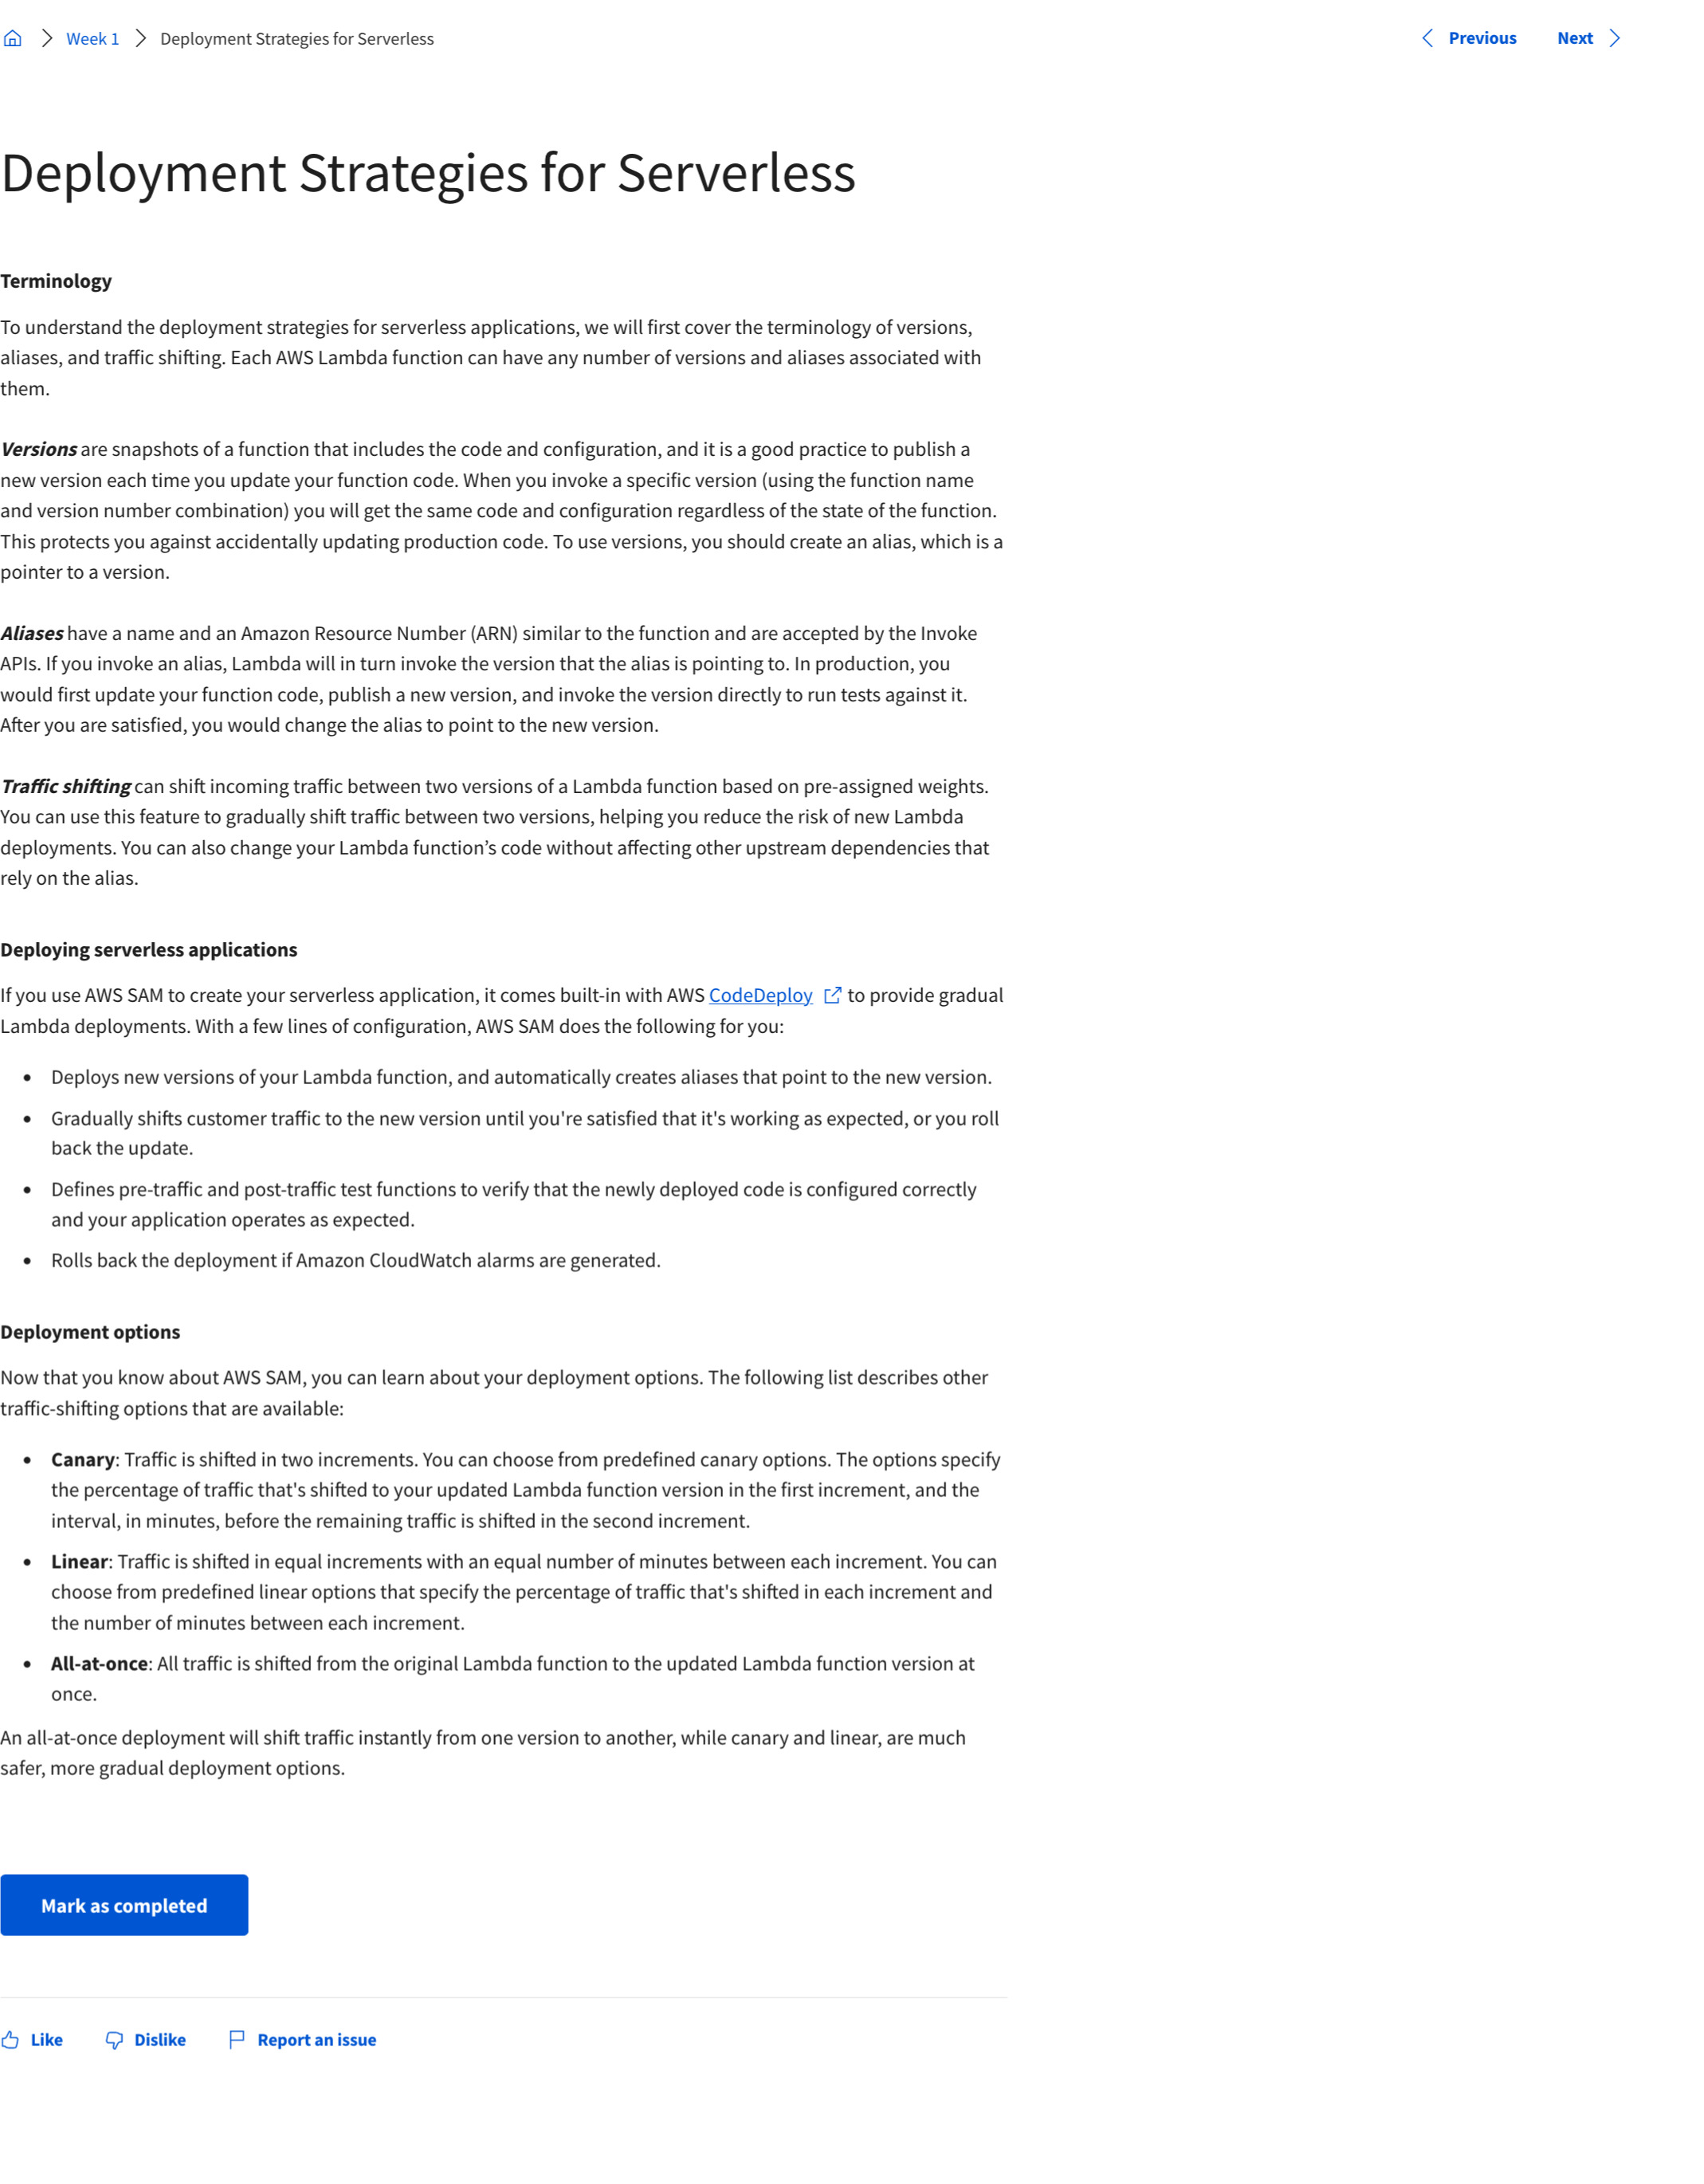 Week 1
Deployment Strategies for Serverless
Previous
Next
Deployment Strategies for Serverless
Terminology
To understand the deployment strategies for serverless applications, we will first cover the terminology of versions,
aliases, and traffic shifting. Each AWS Lambda function can have any number of versions and aliases associated with
them.
Versions are snapshots of a function that includes the code and configuration, and it is a good practice to publish a
new version each time you update your function code. When you invoke a specific version (using the function name
and version number combination) you will get the same code and configuration regardless of the state of the function.
This protects you against accidentally updating production code. To use versions, you should create an alias, which is a
pointer to a version.
Aliases have a name and an Amazon Resource Number (ARN) similar to the function and are accepted by the Invoke
APIs. If you invoke an alias, Lambda will in turn invoke the version that the alias is pointing to. In production, you
would first update your function code, publish a new version, and invoke the version directly to run tests against it.
After you are satisfied, you would change the alias to point to the new version.
Traffic shifting can shift incoming traffic between two versions of a Lambda function based on pre-assigned weights.
You can use this feature to gradually shift traffic between two versions, helping you reduce the risk of new Lambda
deployments. You can also change your Lambda function’s code without affecting other upstream dependencies that
rely on the alias.
Deploying serverless applications
If you use AWS SAM to create your serverless application, it comes built-in with AWS CodeDeploy to provide gradual
Lambda deployments. With a few lines of configuration, AWS SAM does the following for you:
• Deploys new versions of your Lambda function, and automatically creates aliases that point to the new version.
• Gradually shifts customer traffic to the new version until you're satisfied that it's working as expected, or you roll
back the update.
• Defines pre-traffic and post-traffic test functions to verify that the newly deployed code is configured correctly
and your application operates as expected.
• Rolls back the deployment if Amazon CloudWatch alarms are generated.
Deployment options
Now that you know about AWS SAM, you can learn about your deployment options. The following list describes other
traffic-shifting options that are available:
• Canary: Traffic is shifted in two increments. You can choose from predefined canary options. The options specify
the percentage of traffic that's shifted to your updated Lambda function version in the first increment, and the
interval, in minutes, before the remaining traffic is shifted in the second increment.
• Linear: Traffic is shifted in equal increments with an equal number of minutes between each increment. You can
choose from predefined linear options that specify the percentage of traffic that's shifted in each increment and
the number of minutes between each increment.
• All-at-once: All traffic is shifted from the original Lambda function to the updated Lambda function version at
once.
An all-at-once deployment will shift traffic instantly from one version to another, while canary and linear, are much
safer, more gradual deployment options.
Mark as completed
Like
Dislike
Report an issue